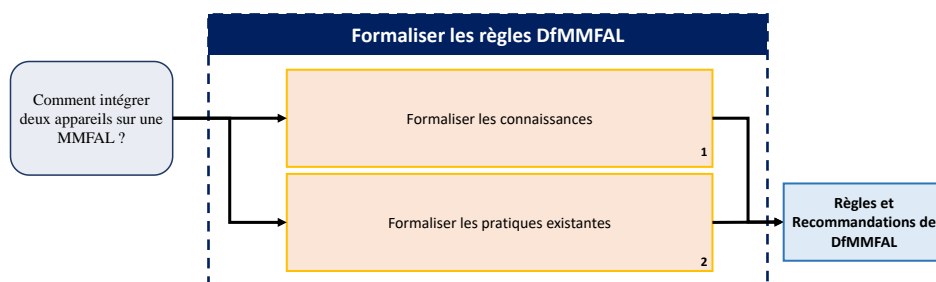 Formaliser les règles DfMMFAL
Comment intégrer
deux appareils sur une
MMFAL ?
Formaliser les connaissances
1
Formaliser les pratiques existantes
2
Règles et
Recommandations de
DfMMFAL